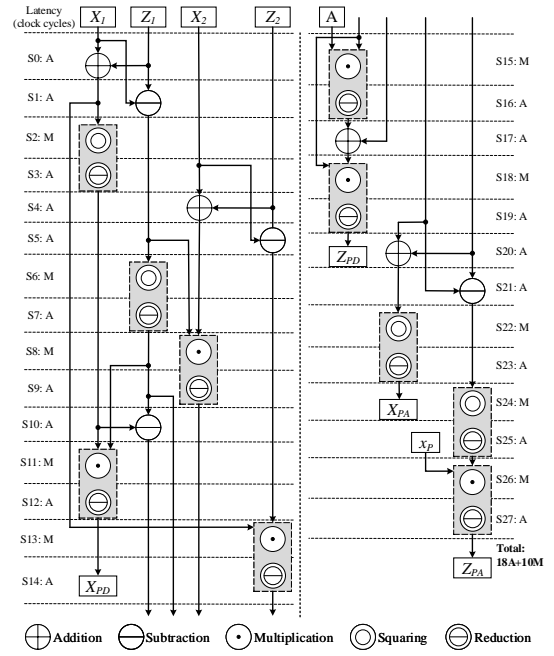 Latency
(clock cycles)
X1
Z1
X2
Z2
S0: A
S1: A
S2: M
S3: A
S4: A
S5: A
S6: M
S7: A
S8: M
S9: A
S10: A
S11: M
S12: A
S13: M
S14: A
XPD
A
S15: M
S16: A
S17: A
S18: M
S19: A
ZPD
S20: A
S21: A
S22: M
S23: A
XPA
S24: M
xP
S25: A
S26: M
S27: A
Total:
18A+10M
ZPA
Addition
Subtraction
Multiplication
Squaring
Reduction